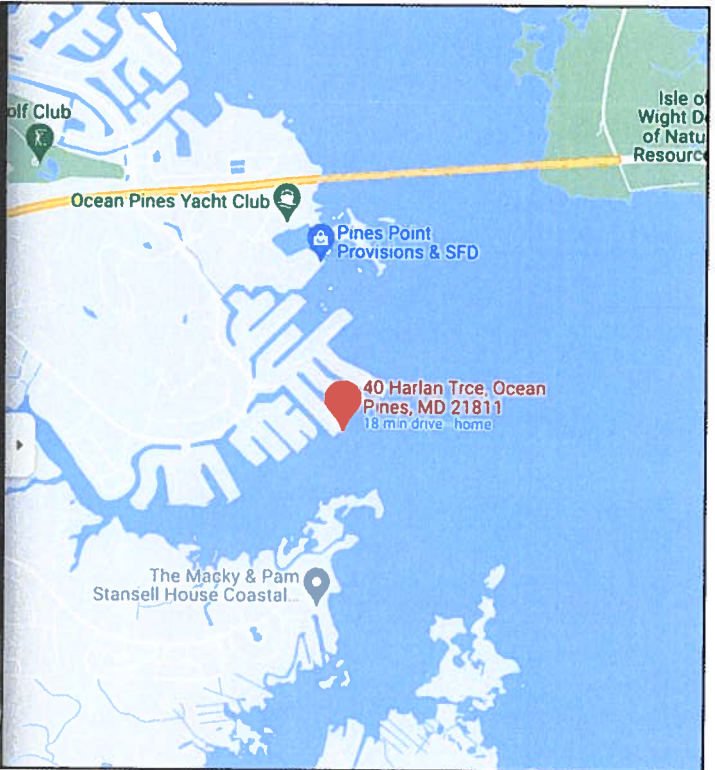 olf Club
Isle of
Wight De
of Natu
Resource
Ocean Pines Yacht Club
Pines Point
Provisions & SFD
40 Harlan Trce, Ocean
Pines, MD 21811
18 min drive - home
The Macky & Pam
Stansell House Coastal...